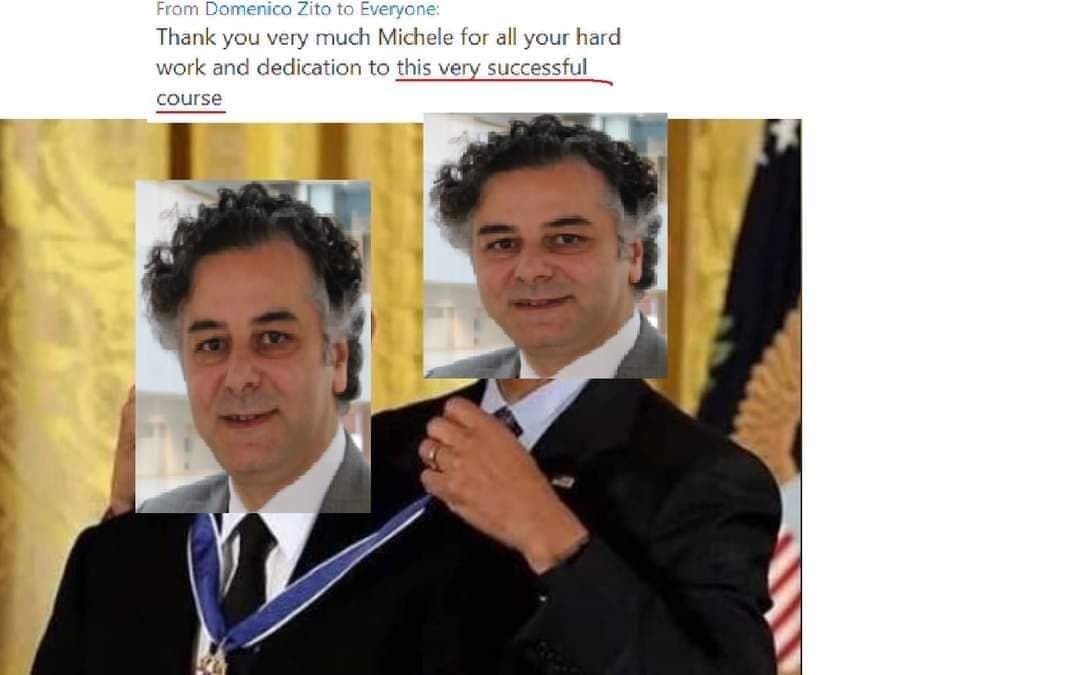 From Domenico Zito to Everyone:
Thank you very much Michele for all your hard
work and dedication to this very successful
course